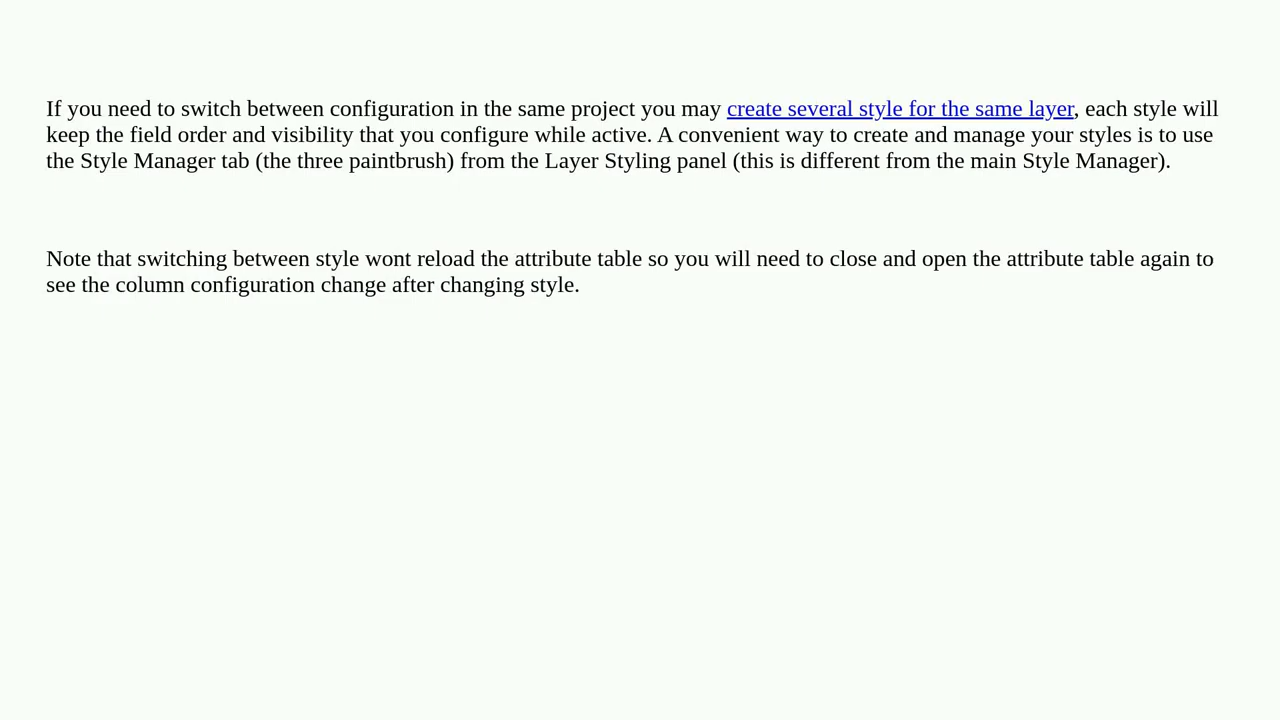 If you need to switch between configuration in the same project you may create several style for the same layer, each style will
keep the field order and visibility that you configure while active. A convenient way to create and manage your styles is to use
the Style Manager tab (the three paintbrush) from the Layer Styling panel (this is different from the main Style Manager).
Note that switching between style wont reload the attribute table so you will need to close and open the attribute table again to
see the column configuration change after changing style.